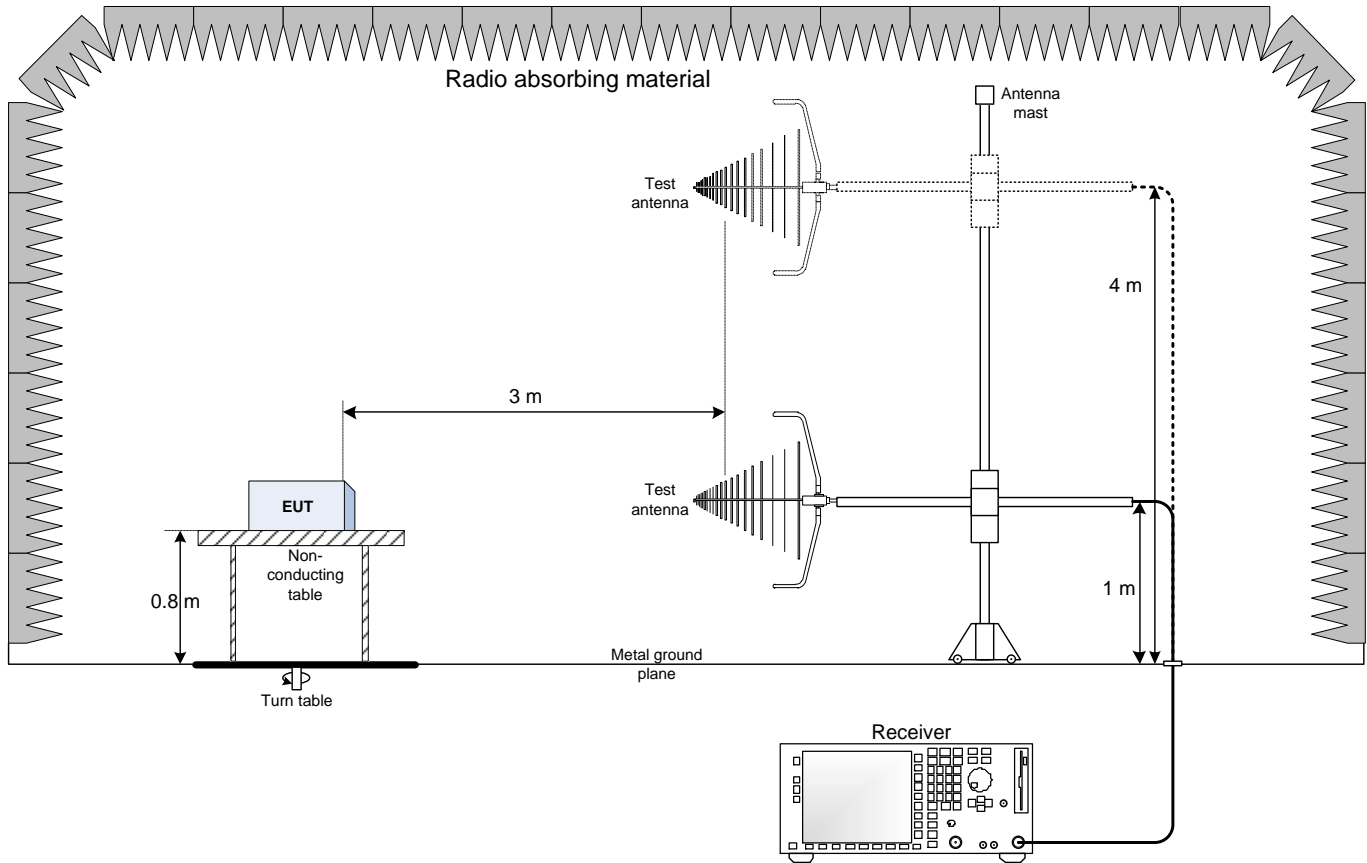 Radio absorbing material
Antenna
mast
Test
antenna
4 m
3 m
Test
antenna
EUT
Non-
conducting
table
0.8 m
1 m
Metal ground
plane
Turn table
Receiver